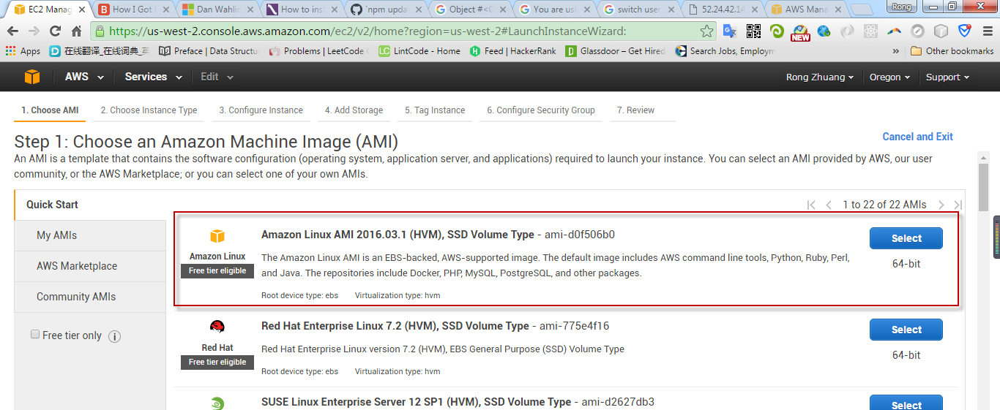 EC2 Manag
How I Got
Dan Wahlin
How to inst
`npm updat
Object #<O
You are usi
switch user
52.24.42.14
AWS Mana
Rong
https://us-west-2.console.aws.amazon.com/ec2/v2/home?region=us-west-2#LaunchInstanceWizard:
NEW
Apps
在线翻译_在线词典_英
Preface | Data Structu
Problems | LeetCode
LC LintCode - Home
Feed | HackerRank
Glassdoor – Get Hired
Search Jobs, Employm
»
Other bookmarks
AWS
Services
Edit
Rong Zhuang
Oregon
Support
1. Choose AMI
2. Choose Instance Type
3. Configure Instance
4. Add Storage
5. Tag Instance
6. Configure Security Group
7. Review
Step 1: Choose an Amazon Machine Image (AMI)
Cancel and Exit
An AMI is a template that contains the software configuration (operating system, application server, and applications) required to launch your instance. You can select an AMI provided by AWS, our user
community, or the AWS Marketplace; or you can select one of your own AMIs.
Quick Start
My AMIs
AWS Marketplace
Community AMIs
Free tier only
1 to 22 of 22 AMIs
Amazon Linux
Free tier eligible
Amazon Linux AMI 2016.03.1 (HVM), SSD Volume Type - ami-d0f506b0
The Amazon Linux AMI is an EBS-backed, AWS-supported image. The default image includes AWS command line tools, Python, Ruby, Perl,
and Java. The repositories include Docker, PHP, MySQL, PostgreSQL, and other packages.
Root device type: ebs
Virtualization type: hvm
Select
64-bit
Red Hat
Free tier eligible
Red Hat Enterprise Linux 7.2 (HVM), SSD Volume Type - ami-775e4f16
Red Hat Enterprise Linux version 7.2 (HVM), EBS General Purpose (SSD) Volume Type
Root device type: ebs
Virtualization type: hvm
Select
64-bit
SUSE Linux Enterprise Server 12 SP1 (HVM), SSD Volume Type - ami-d2627db3
Select